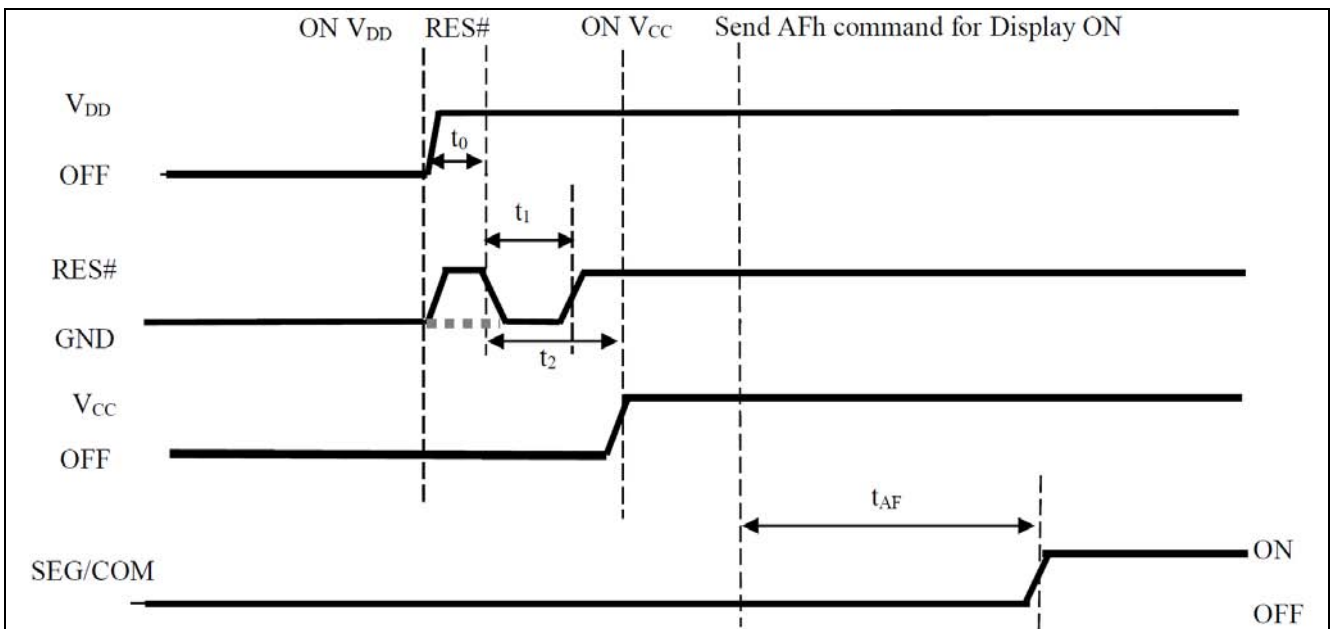 ON VDD RES# ON VCC Send AFh command for Display ON
VDD
t0
OFF
t1
RES#
GND
t2
VCC
OFF
tAF
ON
SEG/COM
OFF